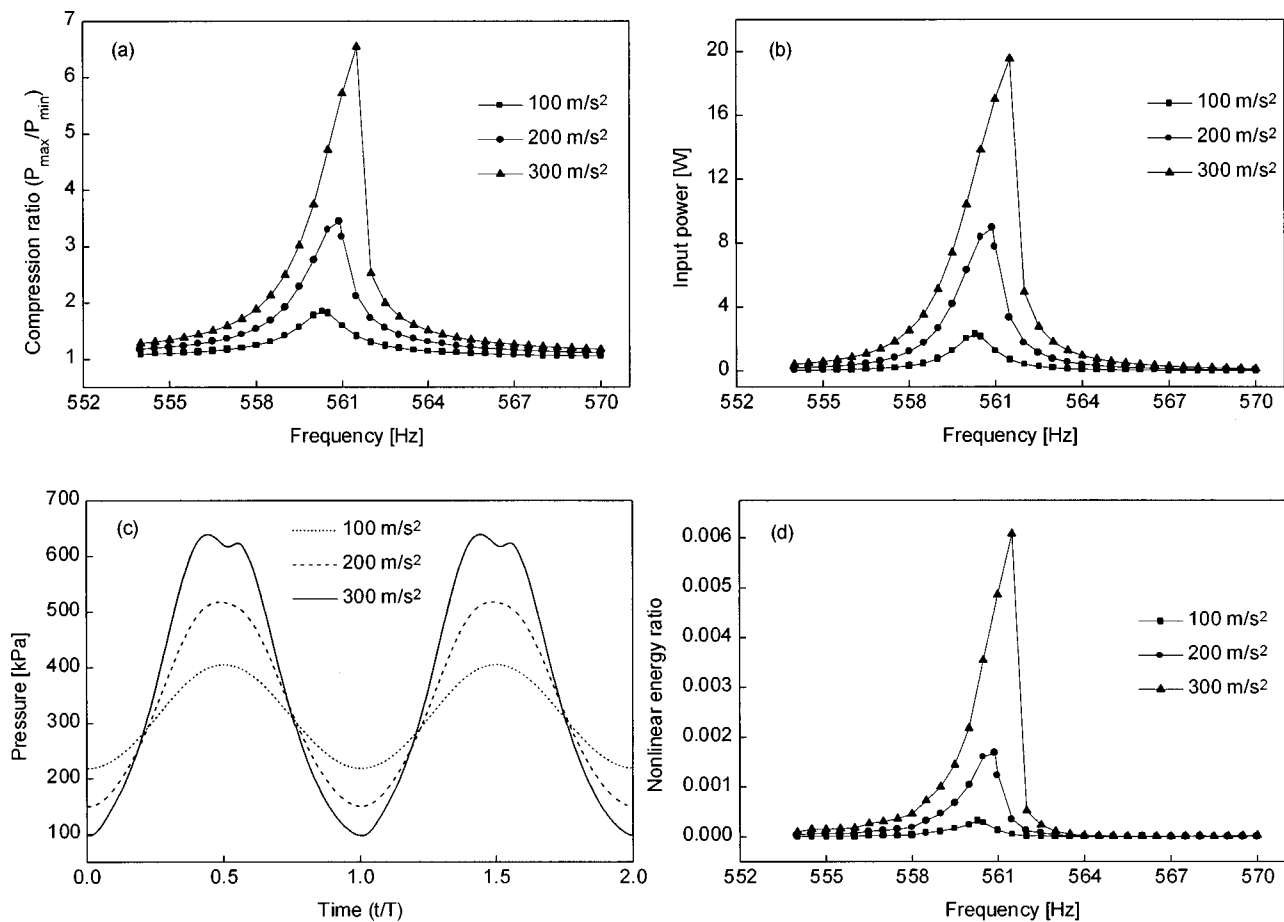 (a)
7
6
5
4
3
2
1
Compression ratio (P_max/P_min)
100 m/s²
200 m/s²
300 m/s²
552 555 558 561 564 567 570
Frequency [Hz]
(b)
20
16
12
8
4
0
Input power [W]
100 m/s²
200 m/s²
300 m/s²
552 555 558 561 564 567 570
Frequency [Hz]
(c)
700
600
500
400
300
200
100
Pressure [kPa]
100 m/s²
200 m/s²
300 m/s²
0.0 0.5 1.0 1.5 2.0
Time (t/T)
(d)
0.006
0.005
0.004
0.003
0.002
0.001
0.000
Nonlinear energy ratio
100 m/s²
200 m/s²
300 m/s²
552 555 558 561 564 567 570
Frequency [Hz]